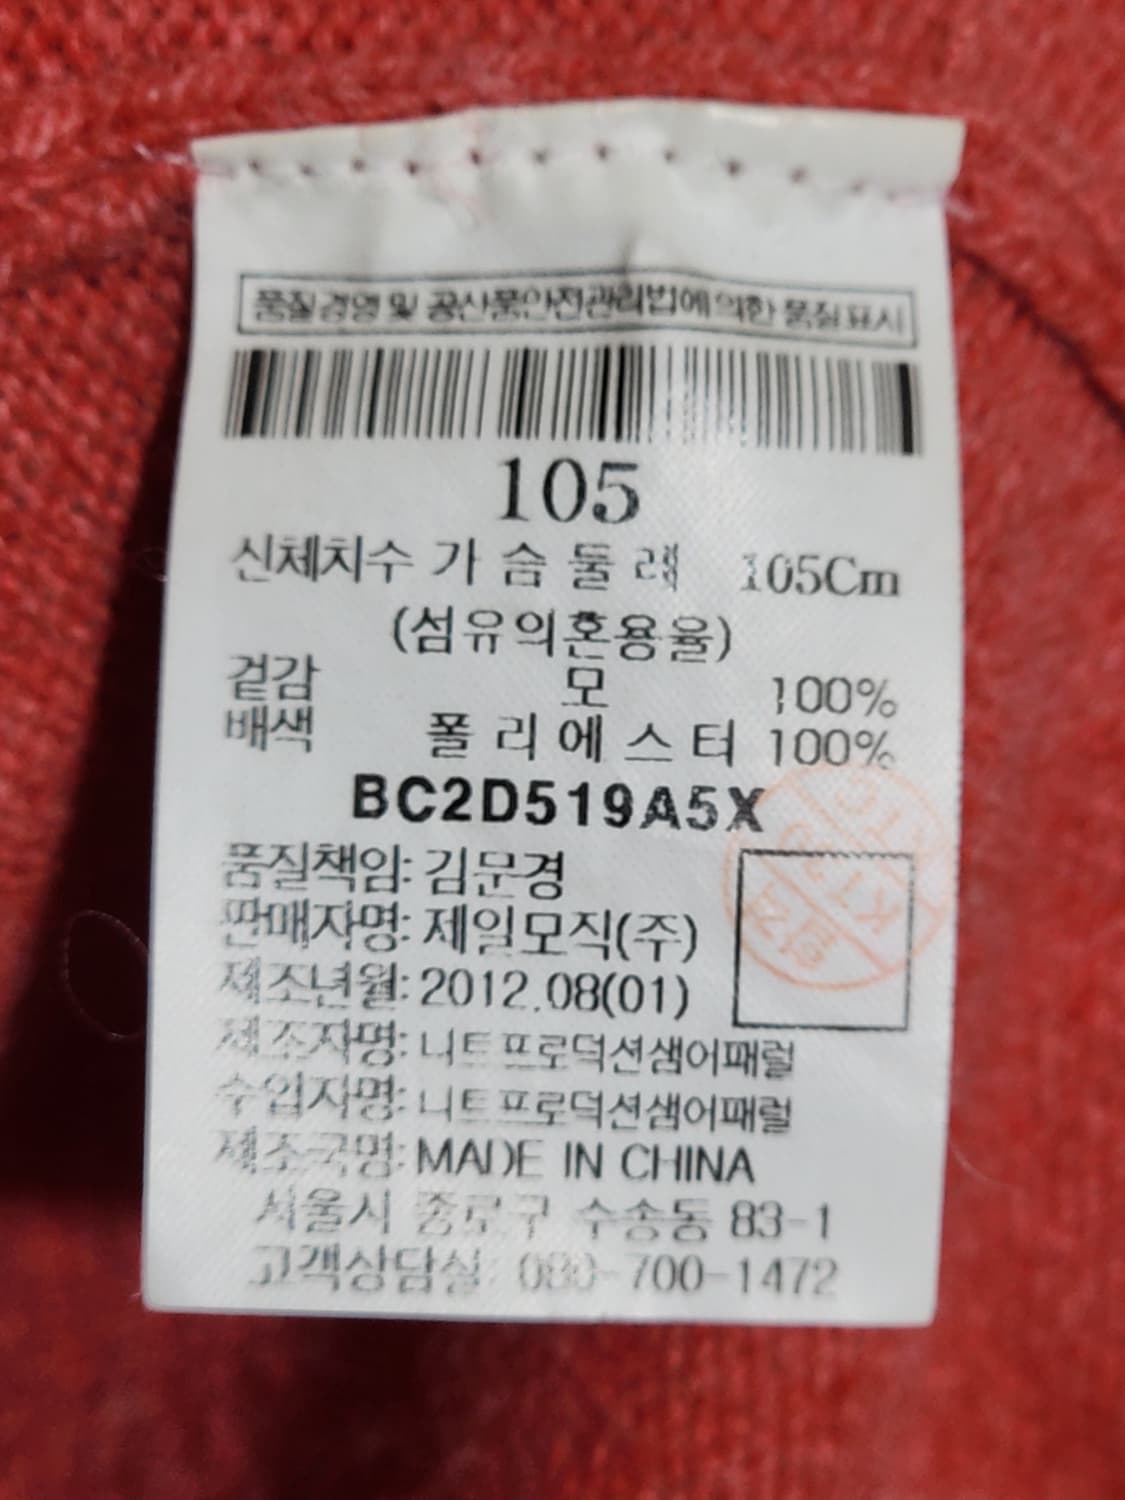 품질경영 및 공산품안전관리법에 의한 품질표시
105
신체치수 가 슴 둘 레 105Cm
(섬유의혼용율)
겉감 모 100%
배색 폴 리 에 스 터 100%
BC2D519A5X
품질책임: 김문경
판매자명: 제일모직(주)
제조년월: 2012.08(01)
제조자명: 니트프로덕션샘어패럴
수입자명: 니트프로덕션샘어패럴
제조국명: MADE IN CHINA
서울시 종로구 수송동 83-1
고객상담실: 080-700-1472